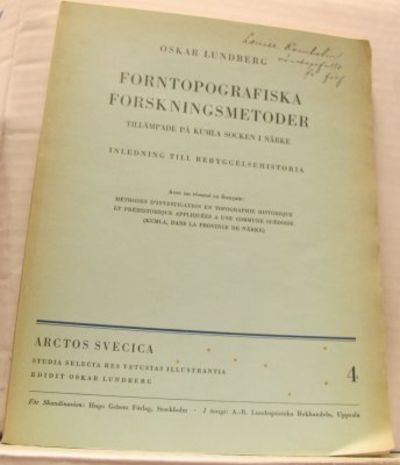 OSKAR LUNDBERG
FORNTOPOGRAFISKA
FORSKNINGSMETODER
TILLÄMPADE PÅ KUMLA SOCKEN I NÄRKE
INLEDNING TILL BEBYGGELSEHISTORIA
Avec un résumé en français:
MÉTHODES D'INVESTIGATION EN TOPOGRAPHIE HISTORIQUE
ET PRÉHISTORIQUE APPLIQUÉES A UNE COMMUNE SUÉDOISE
(KUMLA, DANS LA PROVINCE DE NÄRKE)
ARCTOS SVECICA
STUDIA SELECTA RES VETUSTAS ILLUSTRANTIA
EDIDIT OSKAR LUNDBERG
4
För Skandinavien: Hugo Gebers Förlag, Stockholm - I övrigt: A.-B. Lundequistska Bokhandeln, Uppsala